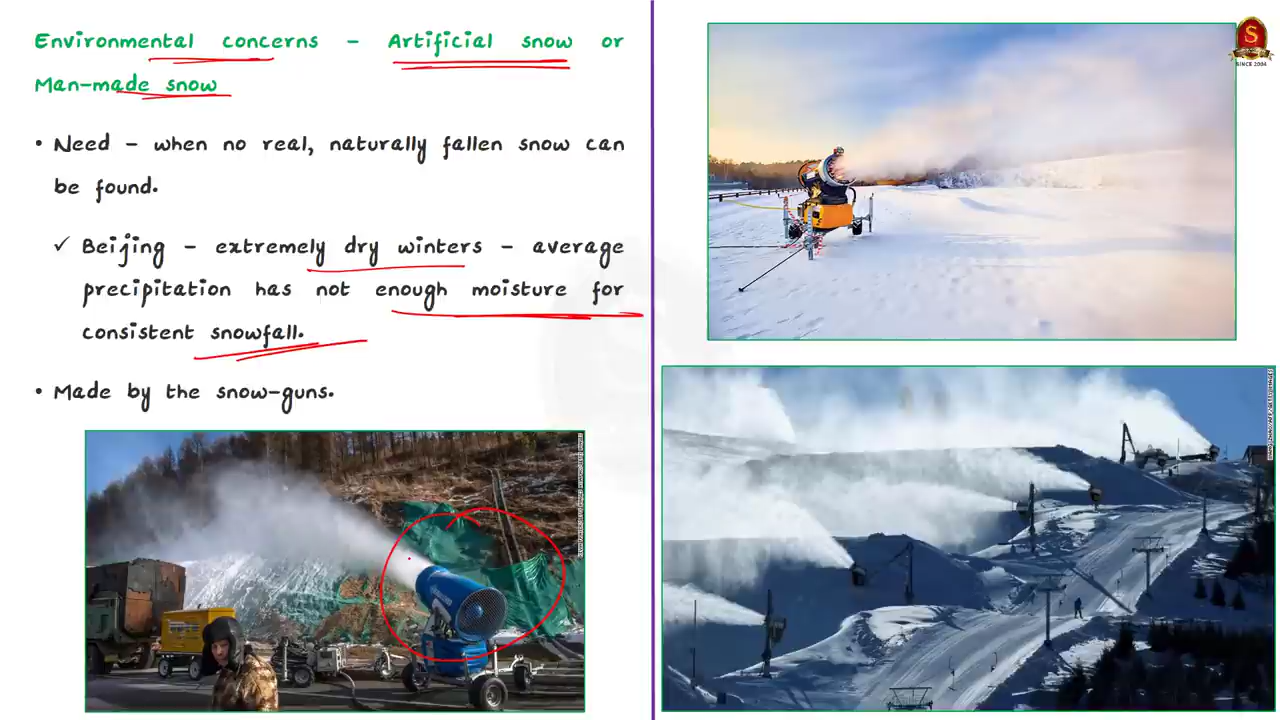 Environmental concerns - Artificial snow or
Man-made snow
• Need - when no real, naturally fallen snow can
be found.
✓ Beijing - extremely dry winters - average
precipitation has not enough moisture for
consistent snowfall.
• Made by the snow-guns.
S
SINCE 2004